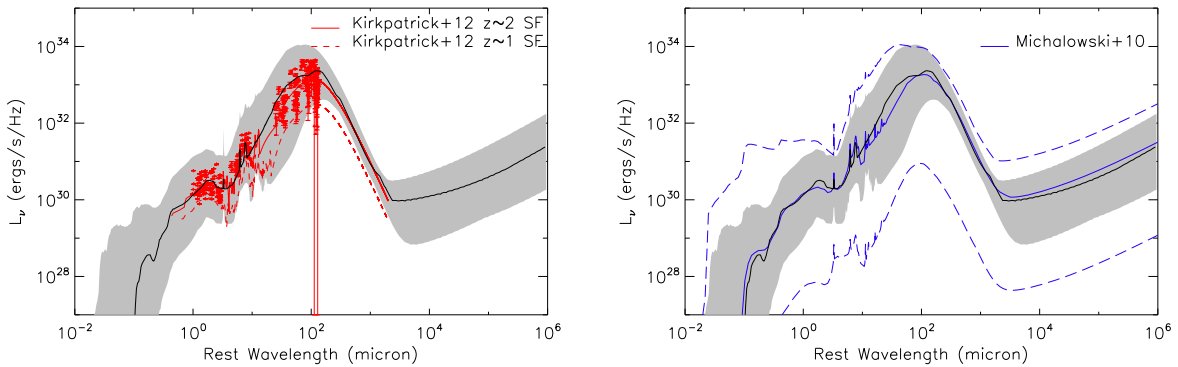 Kirkpatrick+12 z~2 SF
Kirkpatrick+12 z~1 SF
10^34
10^32
10^30
10^28
L_ν (ergs/s/Hz)
10^-2 10^0 10^2 10^4 10^6
Rest Wavelength (micron)
Michalowski+10
10^34
10^32
10^30
10^28
L_ν (ergs/s/Hz)
10^-2 10^0 10^2 10^4 10^6
Rest Wavelength (micron)